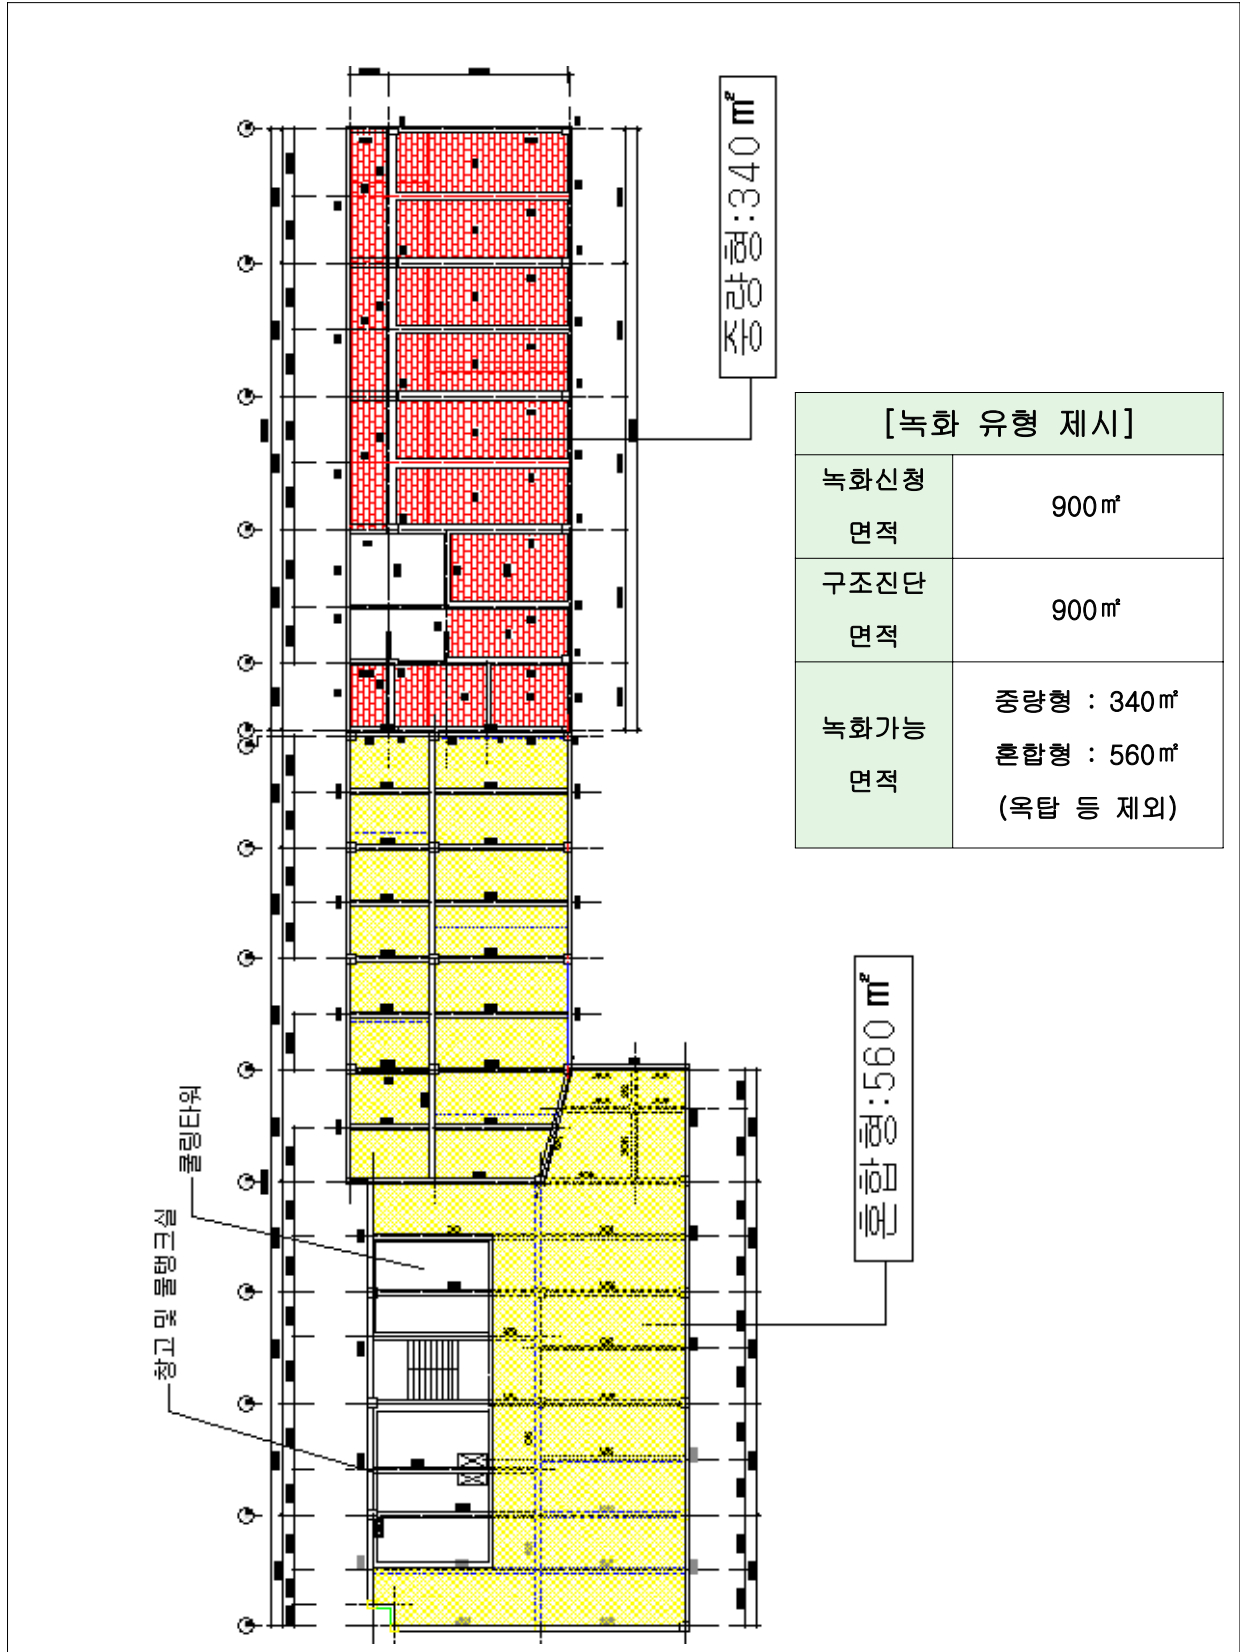 중량형:340㎡
[녹화 유형 제시]
녹화신청
면적
900㎡
구조진단
면적
900㎡
녹화가능
면적
중량형 : 340㎡
혼합형 : 560㎡
(옥탑 등 제외)
혼합형:560㎡
쿨링타워
창고 및 물탱크실